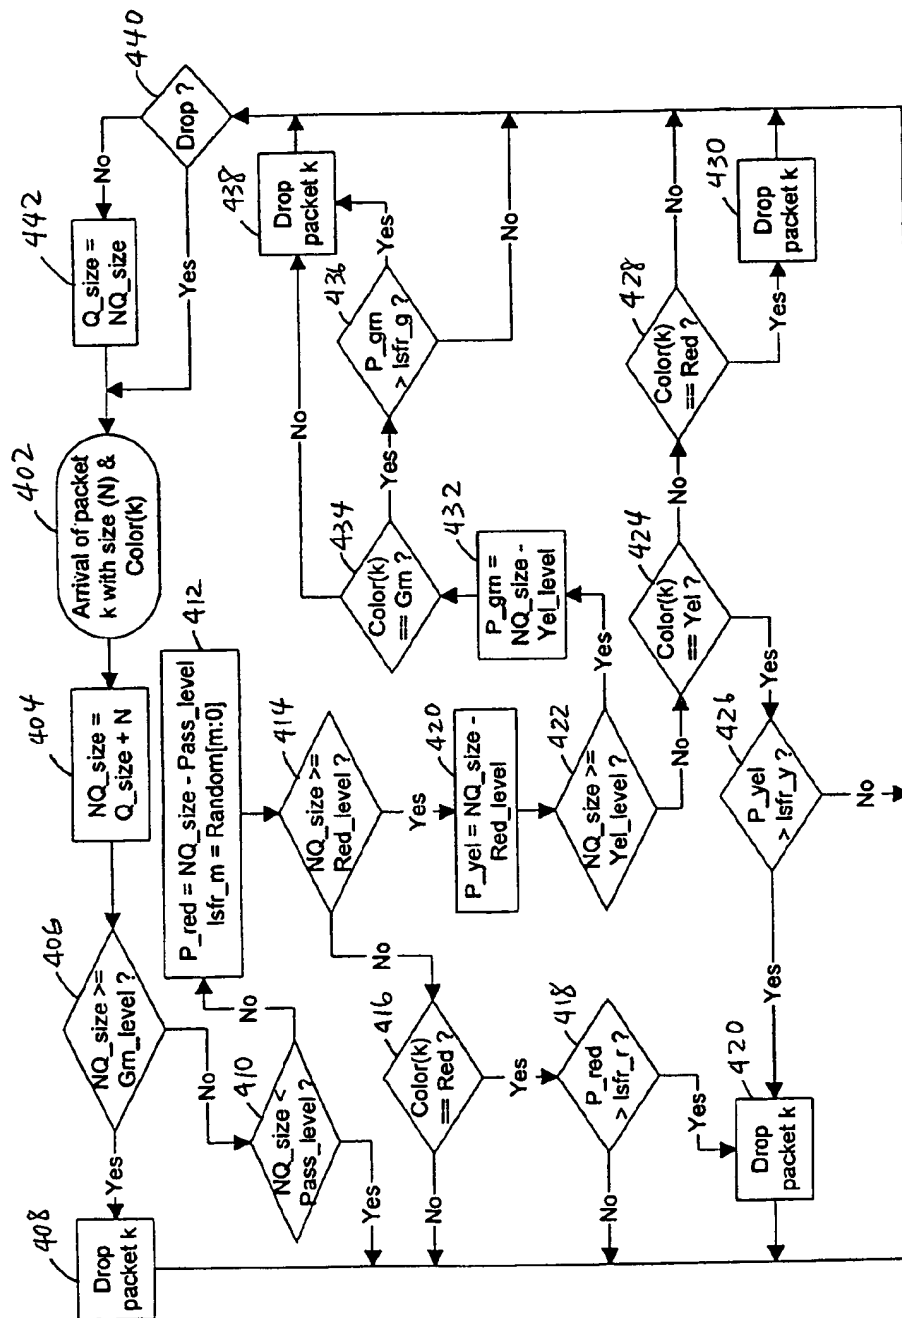 402
Arrival of packet
k with size (N) &
Color(k)
404
NQ_size =
Q_size + N
406
NQ_size >=
Grn_level ?
Yes
No
408
Drop
packet k
410
NQ_size <
Pass_level ?
Yes
No
412
P_red = NQ_size - Pass_level
lsfr_m = Random[m:0]
414
NQ_size >=
Red_level ?
No
Yes
416
Color(k)
== Red ?
No
Yes
418
P_red
> lsfr_r ?
No
Yes
420
Drop
packet k
420
P_yel = NQ_size -
Red_level
422
NQ_size >=
Yel_level ?
Yes
No
424
Color(k)
== Yel ?
Yes
No
426
P_yel
> lsfr_y ?
Yes
No
428
Color(k)
== Red ?
No
Yes
430
Drop
packet k
432
P_grn =
NQ_size -
Yel_level
434
Color(k)
== Grn ?
No
Yes
436
P_grn
> lsfr_g ?
Yes
No
438
Drop
packet k
440
Drop ?
No
Yes
442
Q_size =
NQ_size